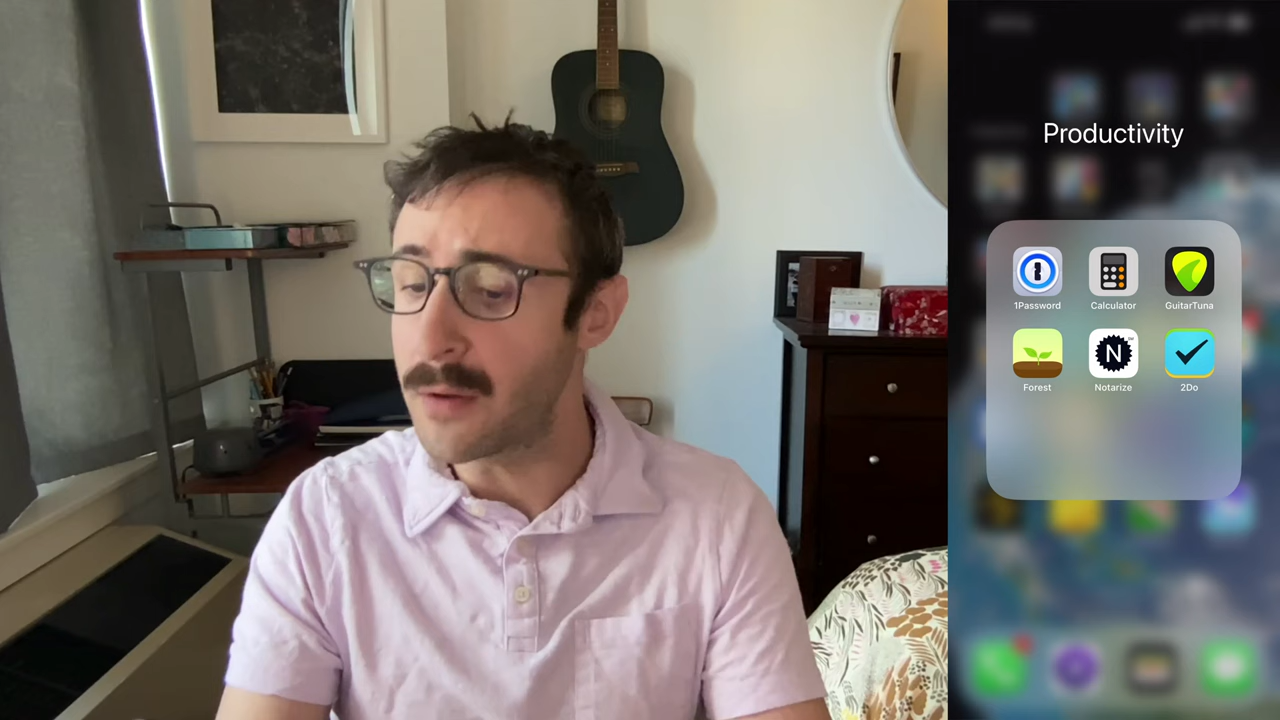 Productivity
1Password
Calculator
GuitarTuna
Forest
N
Notarize
2Do